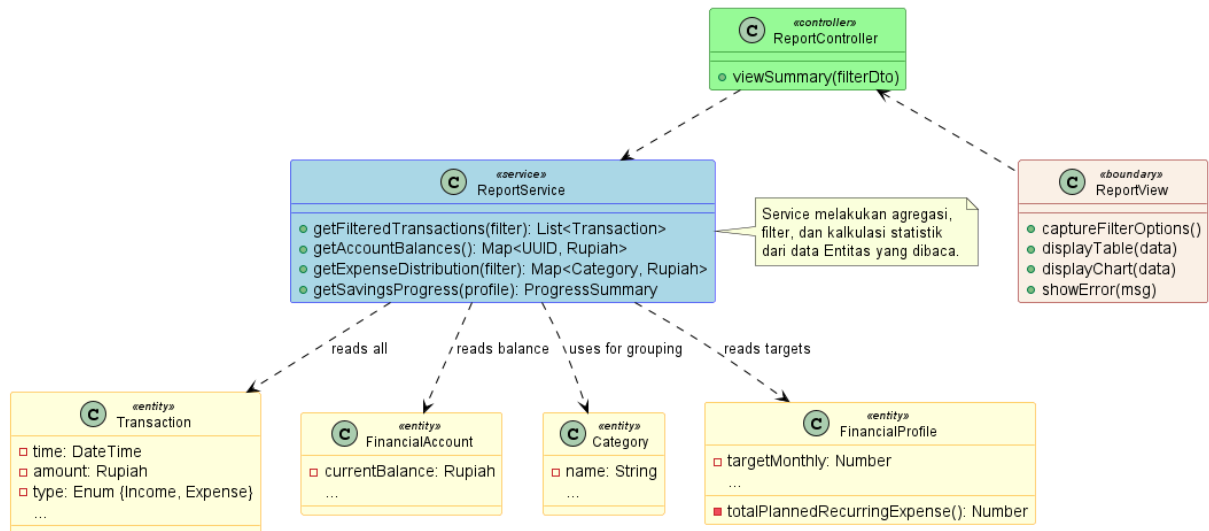 C
«controller»
ReportController
viewSummary(filterDto)
C
«service»
ReportService
getFilteredTransactions(filter): List<Transaction>
getAccountBalances(): Map<UUID, Rupiah>
getExpenseDistribution(filter): Map<Category, Rupiah>
getSavingsProgress(profile): ProgressSummary
Service melakukan agregasi,
filter, dan kalkulasi statistik
dari data Entitas yang dibaca.
C
«boundary»
ReportView
captureFilterOptions()
displayTable(data)
displayChart(data)
showError(msg)
reads all
reads balance
uses for grouping
reads targets
C
«entity»
Transaction
time: DateTime
amount: Rupiah
type: Enum {Income, Expense}
...
C
«entity»
FinancialAccount
currentBalance: Rupiah
...
C
«entity»
Category
name: String
...
C
«entity»
FinancialProfile
targetMonthly: Number
...
totalPlannedRecurringExpense(): Number